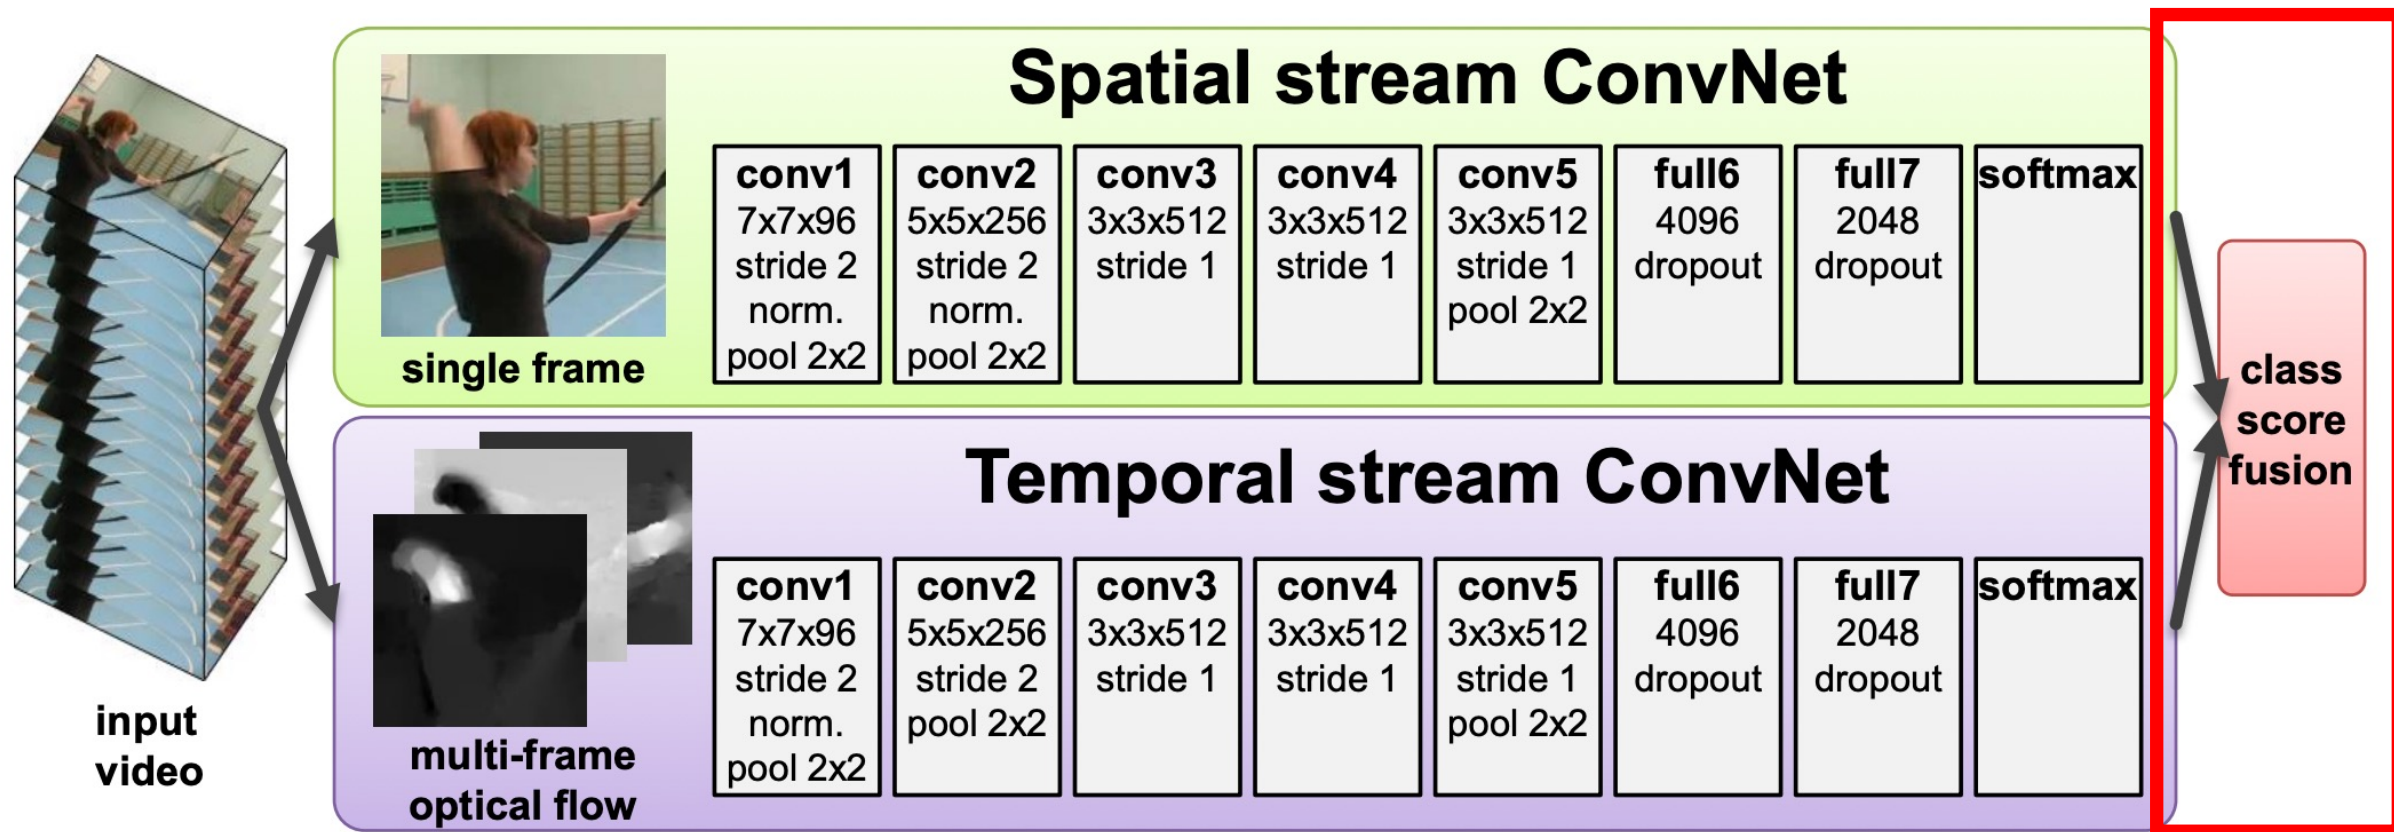 Spatial stream ConvNet
single frame
conv1
7x7x96
stride 2
norm.
pool 2x2
conv2
5x5x256
stride 2
norm.
pool 2x2
conv3
3x3x512
stride 1
conv4
3x3x512
stride 1
conv5
3x3x512
stride 1
pool 2x2
full6
4096
dropout
full7
2048
dropout
softmax
Temporal stream ConvNet
input
video
multi-frame
optical flow
conv1
7x7x96
stride 2
norm.
pool 2x2
conv2
5x5x256
stride 2
pool 2x2
conv3
3x3x512
stride 1
conv4
3x3x512
stride 1
conv5
3x3x512
stride 1
pool 2x2
full6
4096
dropout
full7
2048
dropout
softmax
class
score
fusion